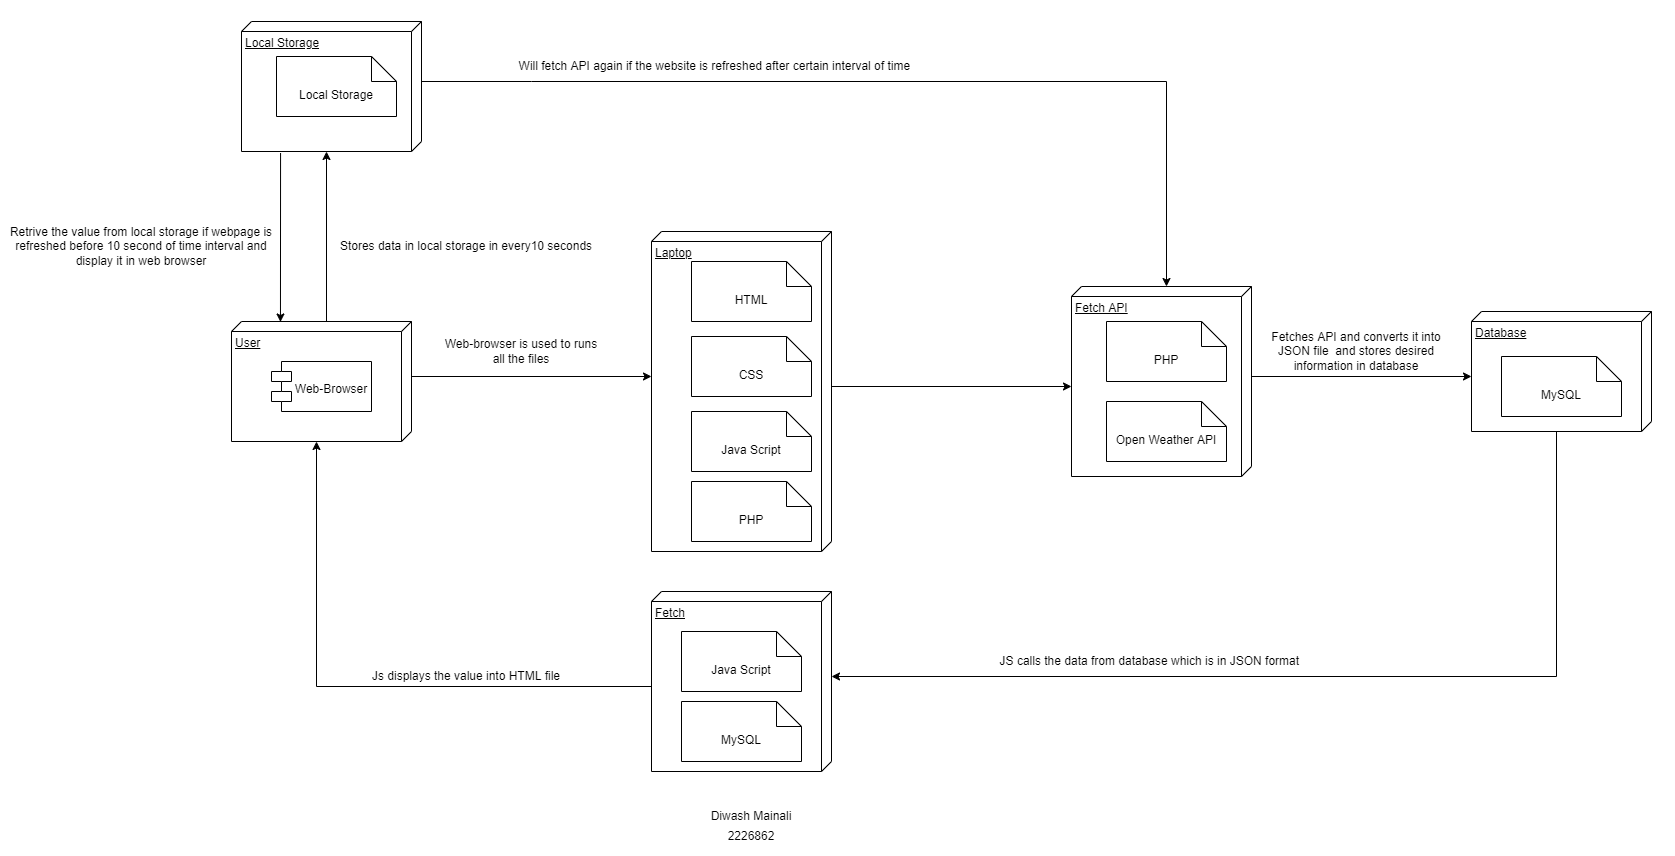 Local Storage
Local Storage
Will fetch API again if the website is refreshed after certain interval of time
Retrive the value from local storage if webpage is
refreshed before 10 second of time interval and
display it in web browser
Stores data in local storage in every10 seconds
User
Web-Browser
Web-browser is used to runs
all the files
Laptop
HTML
CSS
Java Script
PHP
Fetch API
PHP
Open Weather API
Fetches API and converts it into
JSON file and stores desired
information in database
Database
MySQL
JS calls the data from database which is in JSON format
Fetch
Java Script
MySQL
Js displays the value into HTML file
Diwash Mainali
2226862